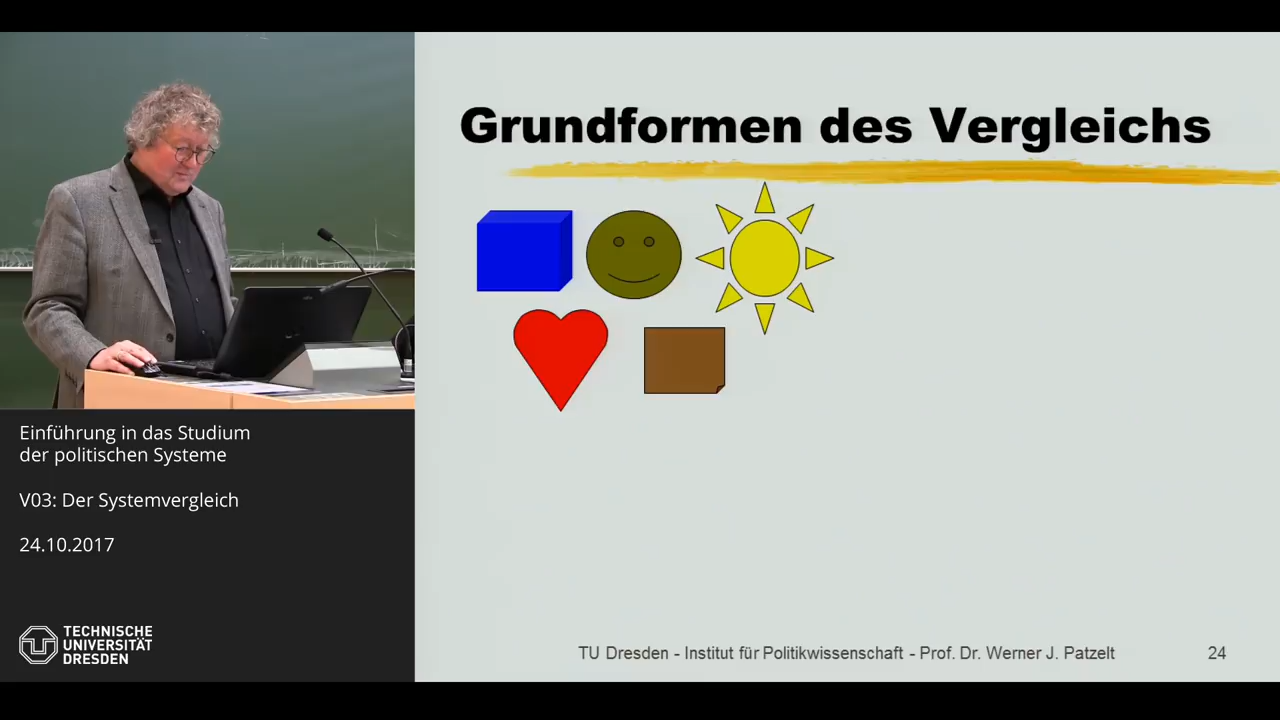 Grundformen des Vergleichs
Einführung in das Studium
der politischen Systeme
V03: Der Systemvergleich
24.10.2017
TECHNISCHE
UNIVERSITÄT
DRESDEN
TU Dresden - Institut für Politikwissenschaft - Prof. Dr. Werner J. Patzelt
24